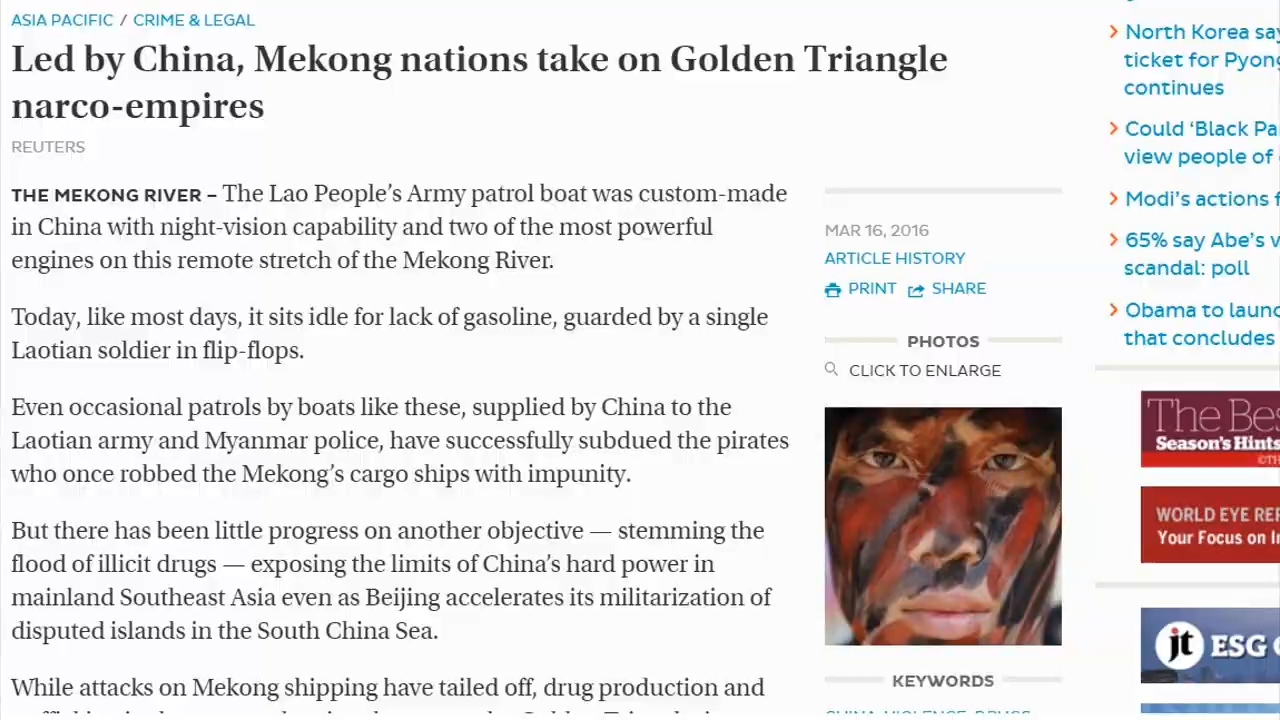 ASIA PACIFIC / CRIME & LEGAL
Led by China, Mekong nations take on Golden Triangle
narco-empires
REUTERS
THE MEKONG RIVER – The Lao People’s Army patrol boat was custom-made
in China with night-vision capability and two of the most powerful
engines on this remote stretch of the Mekong River.
Today, like most days, it sits idle for lack of gasoline, guarded by a single
Laotian soldier in flip-flops.
Even occasional patrols by boats like these, supplied by China to the
Laotian army and Myanmar police, have successfully subdued the pirates
who once robbed the Mekong’s cargo ships with impunity.
But there has been little progress on another objective — stemming the
flood of illicit drugs — exposing the limits of China’s hard power in
mainland Southeast Asia even as Beijing accelerates its militarization of
disputed islands in the South China Sea.
While attacks on Mekong shipping have tailed off, drug production and
MAR 16, 2016
ARTICLE HISTORY
PRINT SHARE
PHOTOS
CLICK TO ENLARGE
KEYWORDS
North Korea say
ticket for Pyong
continues
Could ‘Black Pa
view people of
Modi’s actions f
65% say Abe’s
scandal: poll
Obama to launc
that concludes
The Bes
Season’s Hints
©TH
WORLD EYE REP
Your Focus on In
jt ESG